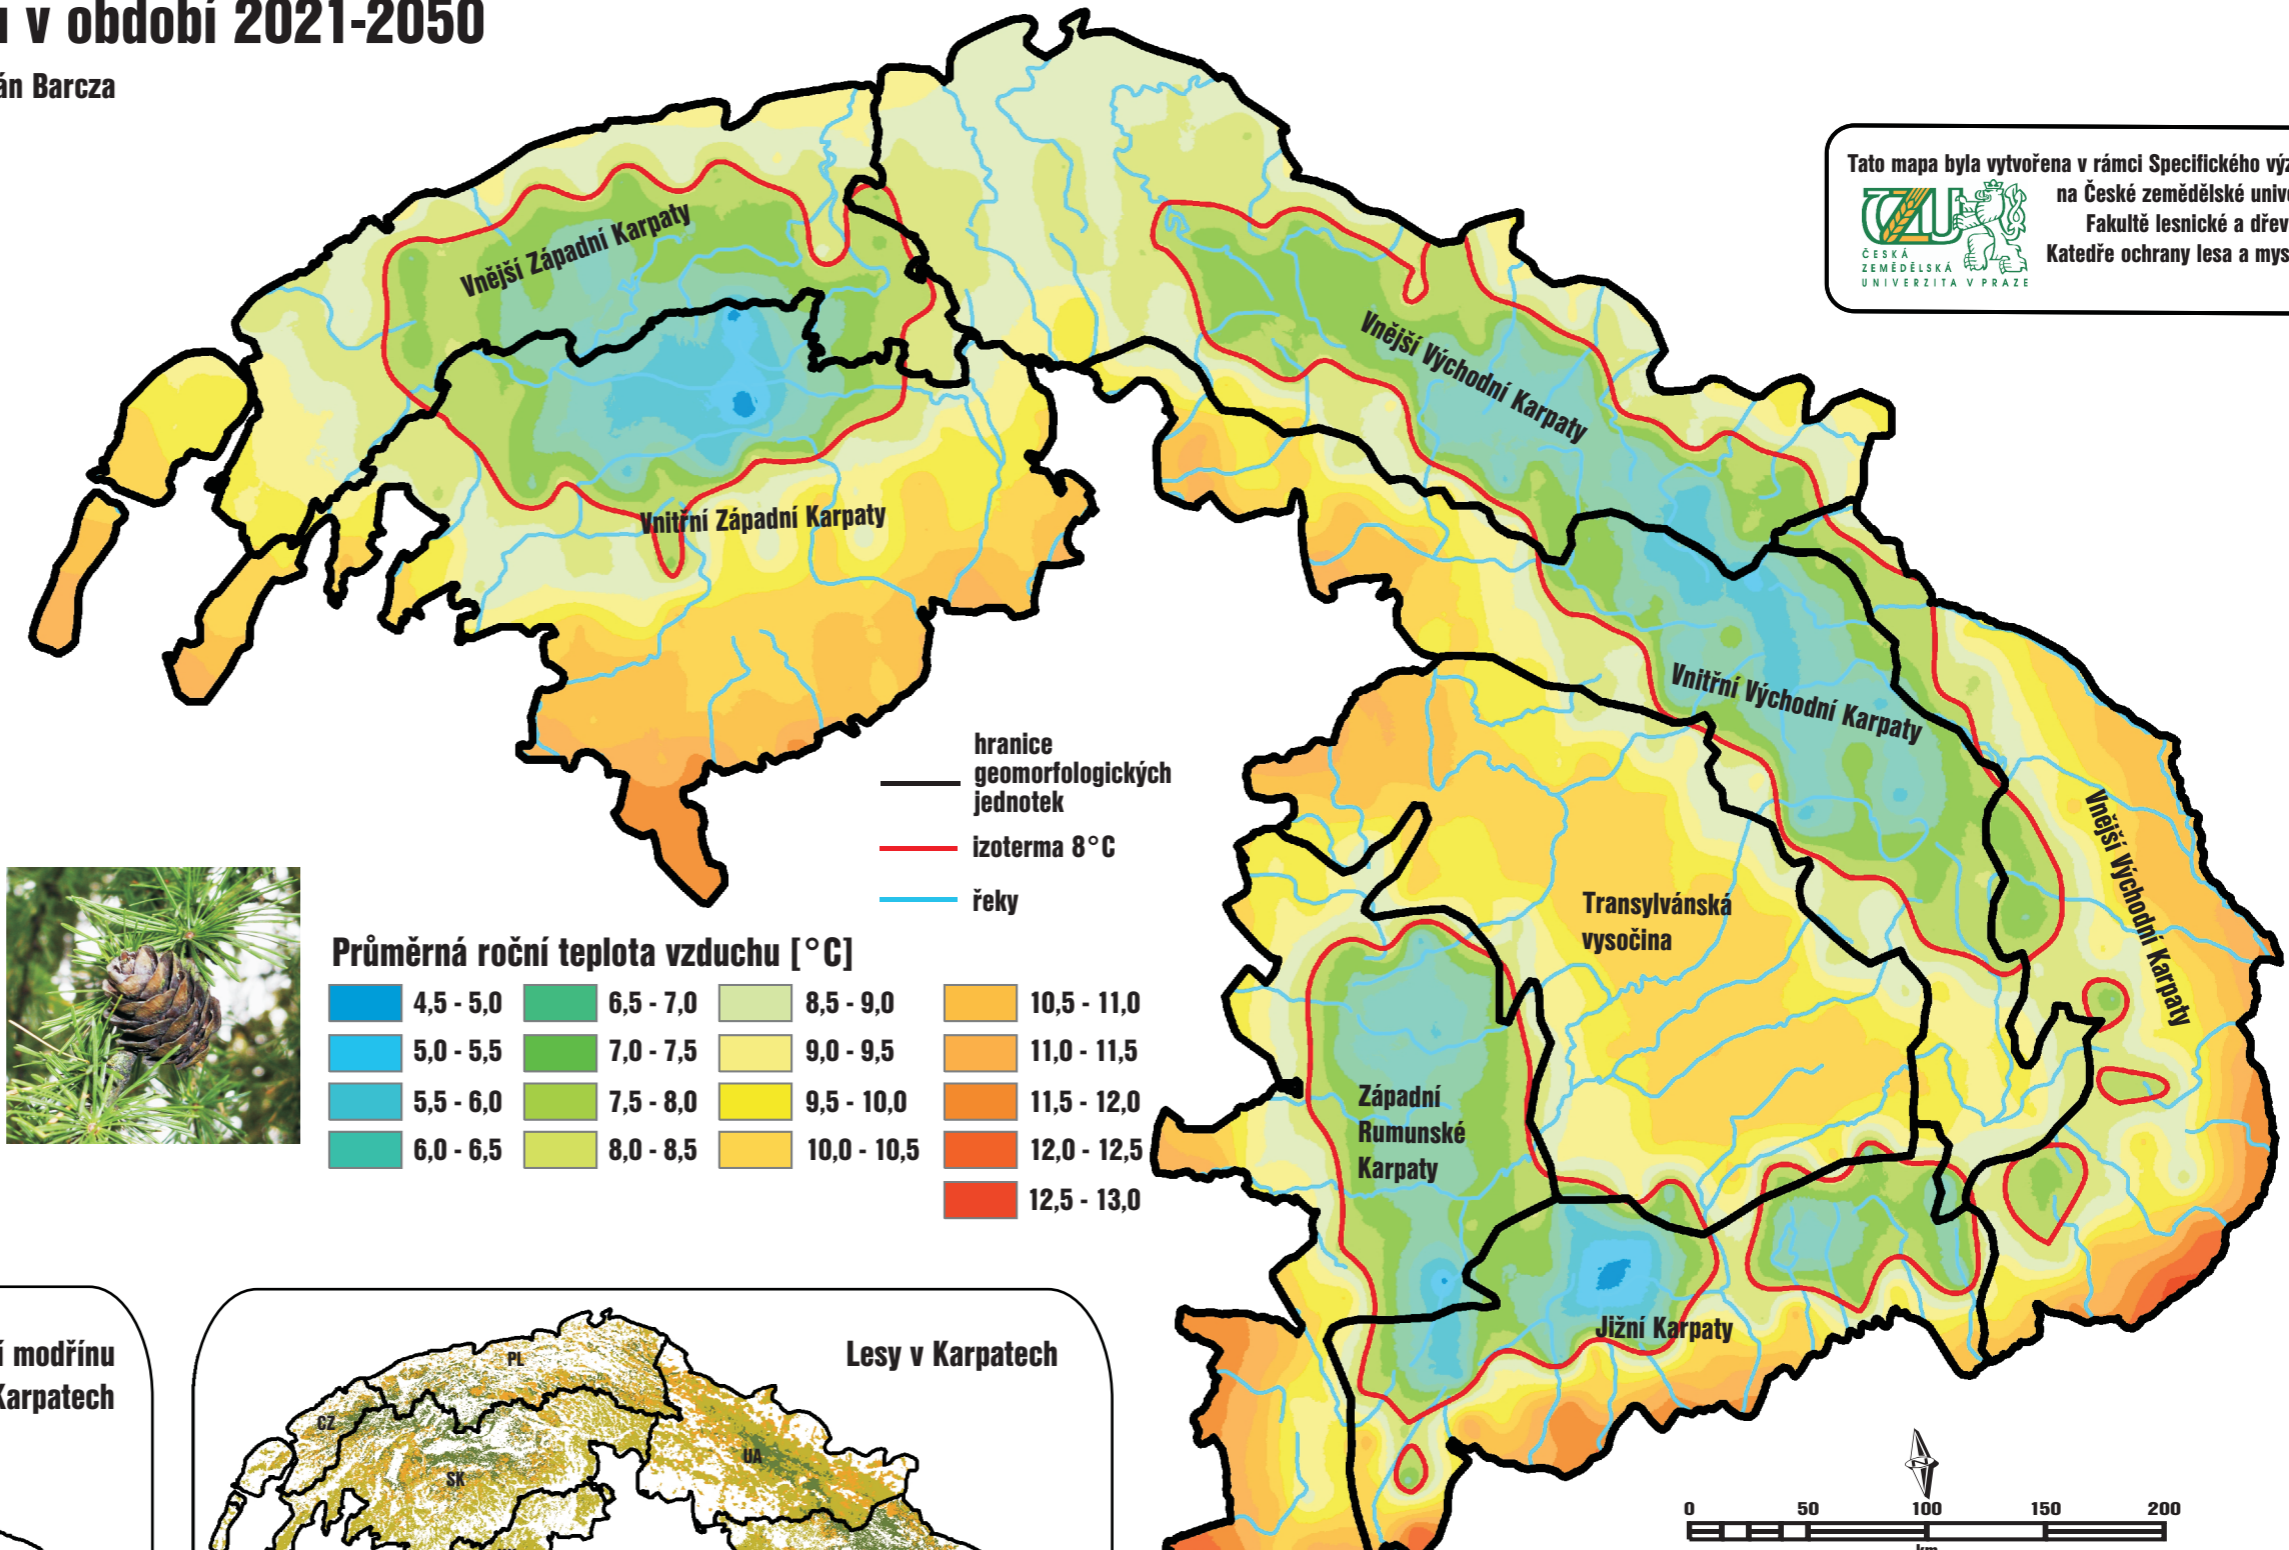 v období 2021-2050
Barcza
Tato mapa byla vytvořena v rámci Specifického
na České zemědělské
Fakultě lesnické a
Katedře ochrany lesa a
ČZU
ČESKÁ
ZEMĚDĚLSKÁ
UNIVERZITA V PRAZE
Vnější Západní Karpaty
Vnější Východní Karpaty
Vnitřní Západní Karpaty
Vnitřní Východní Karpaty
Vnější Východní Karpaty
Transylvánská
vysočina
Západní
Rumunské
Karpaty
Jižní Karpaty
hranice
geomorfologických
jednotek
izoterma 8°C
řeky
Průměrná roční teplota vzduchu [°C]
4,5 - 5,0
5,0 - 5,5
5,5 - 6,0
6,0 - 6,5
6,5 - 7,0
7,0 - 7,5
7,5 - 8,0
8,0 - 8,5
8,5 - 9,0
9,0 - 9,5
9,5 - 10,0
10,0 - 10,5
10,5 - 11,0
11,0 - 11,5
11,5 - 12,0
12,0 - 12,5
12,5 - 13,0
modřínu
Karpatech
Lesy v Karpatech
PL
CZ
SK
UA
N
0 50 100 150 200
km